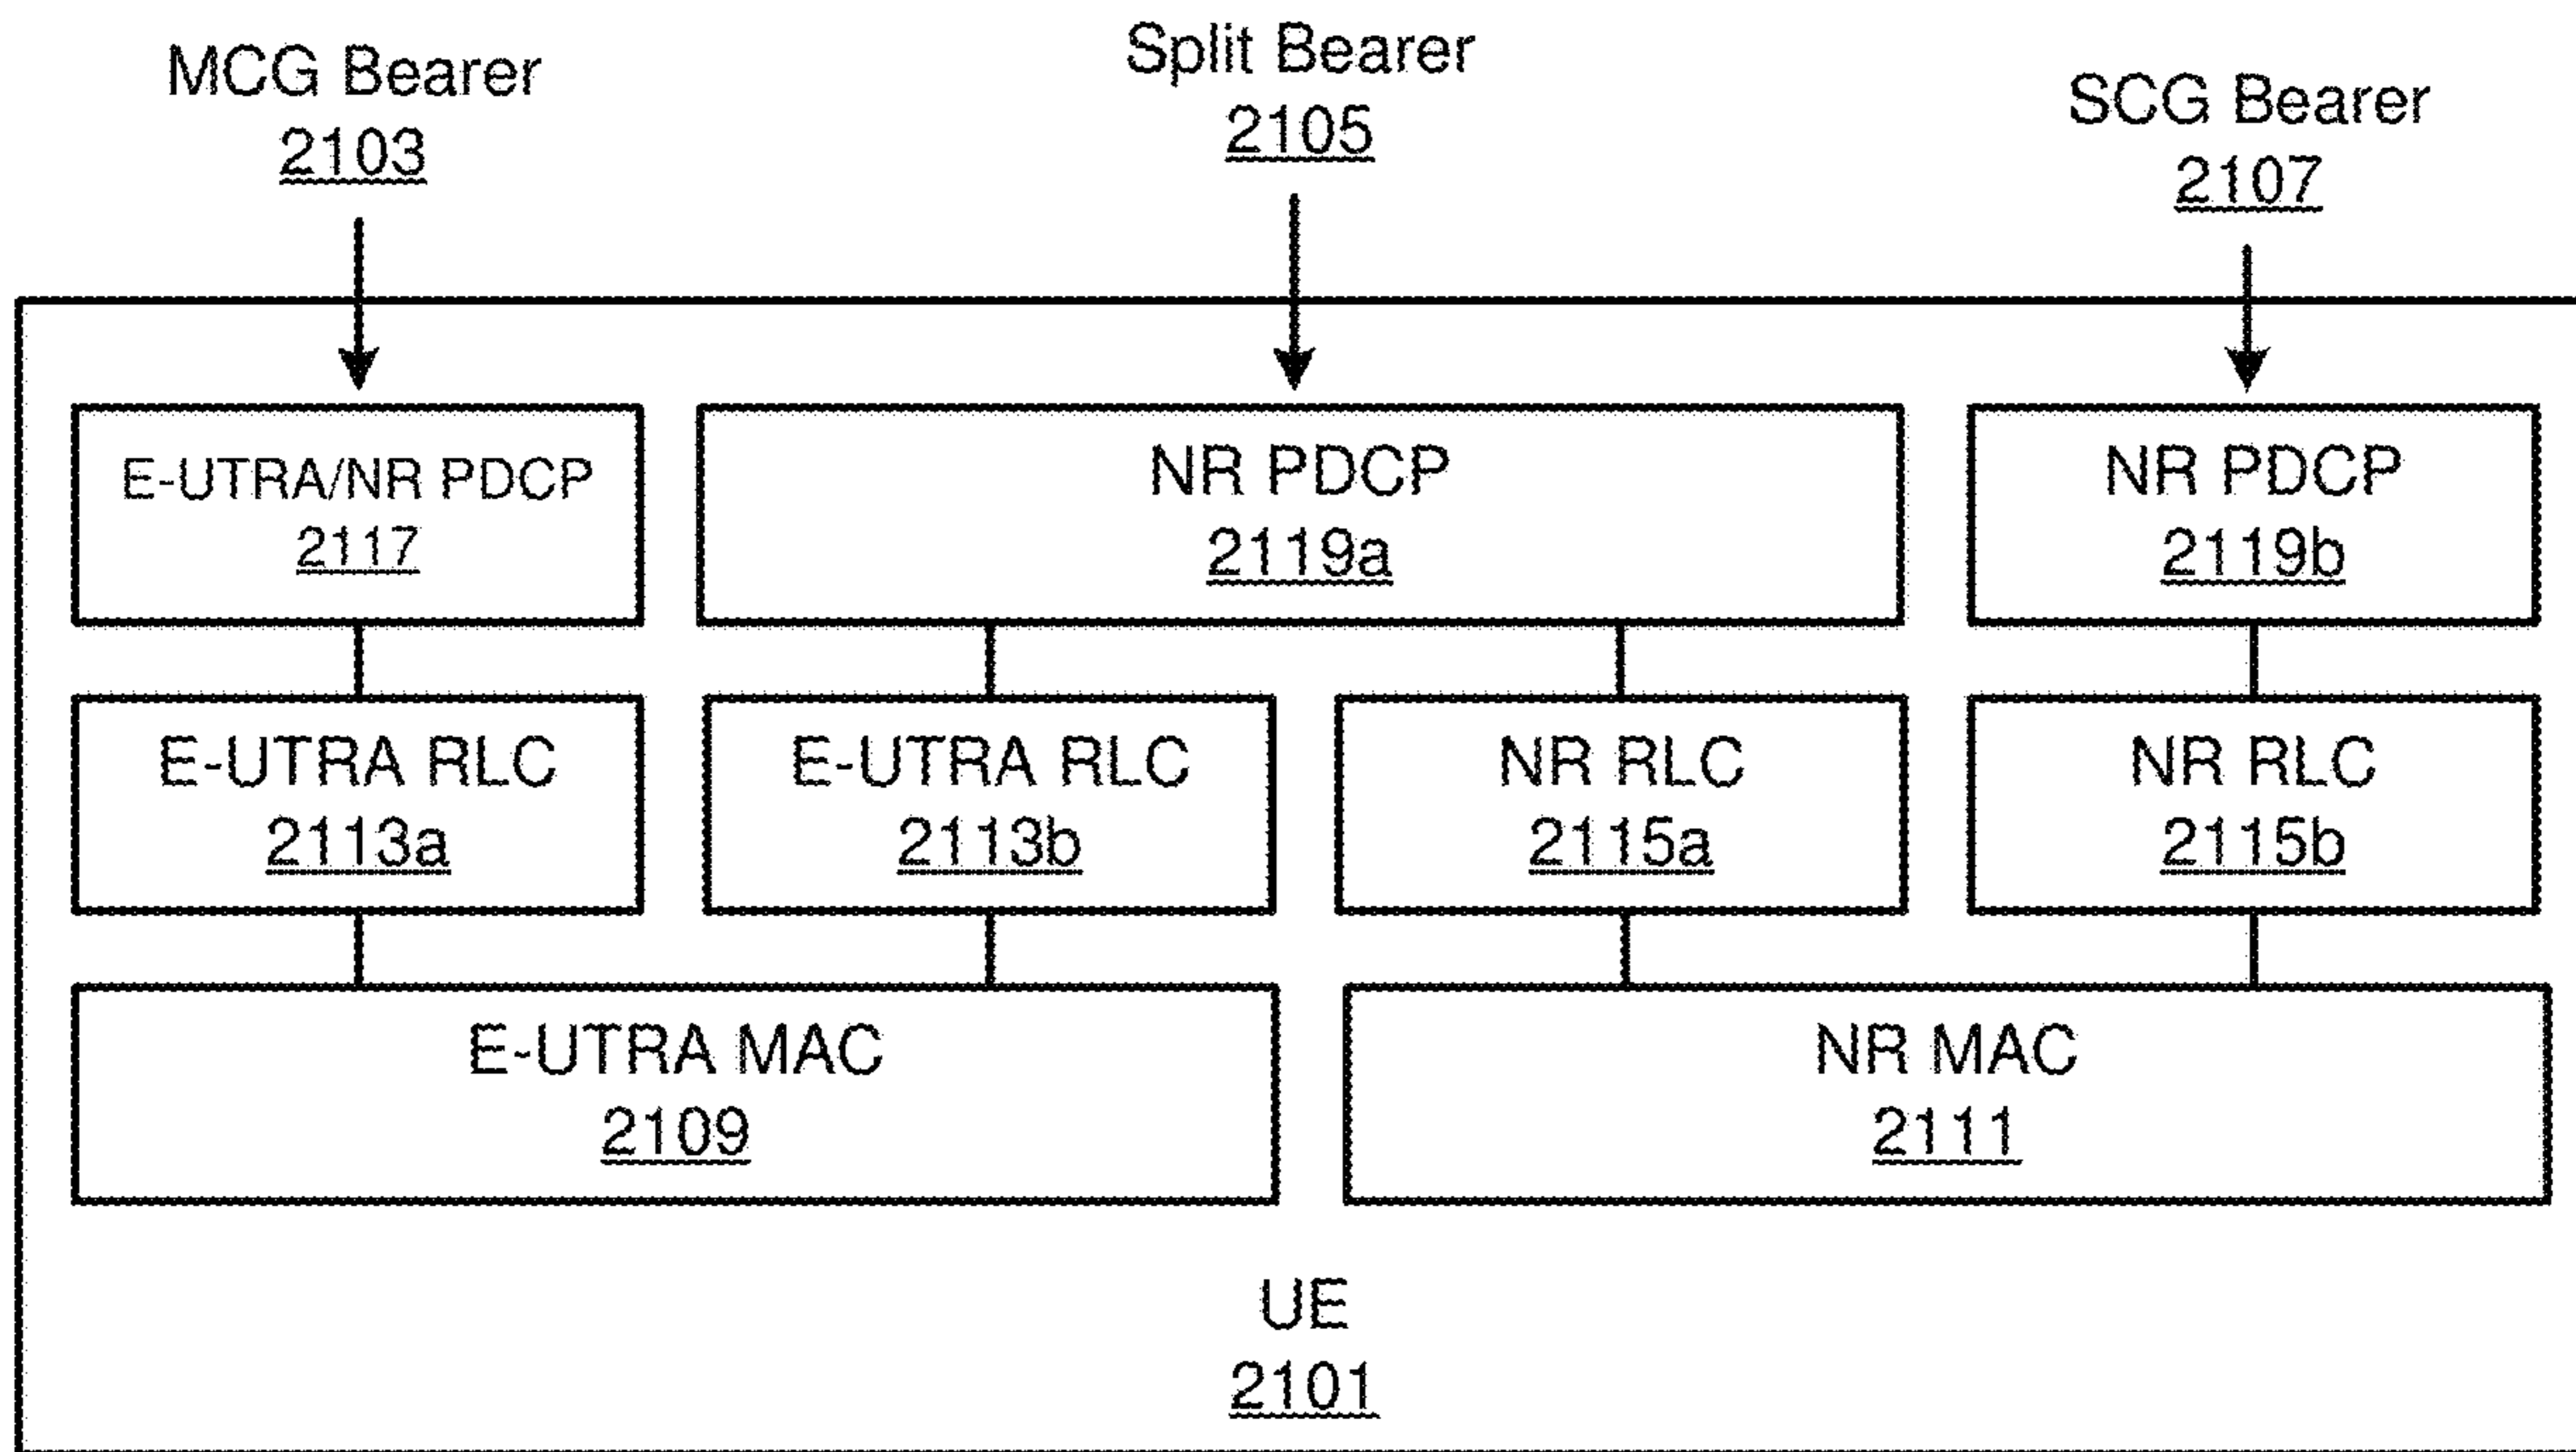 MCG Bearer
2103
Split Bearer
2105
SCG Bearer
2107
E-UTRA/NR PDCP
2117
NR PDCP
2119a
NR PDCP
2119b
E-UTRA RLC
2113a
E-UTRA RLC
2113b
NR RLC
2115a
NR RLC
2115b
E-UTRA MAC
2109
NR MAC
2111
UE
2101